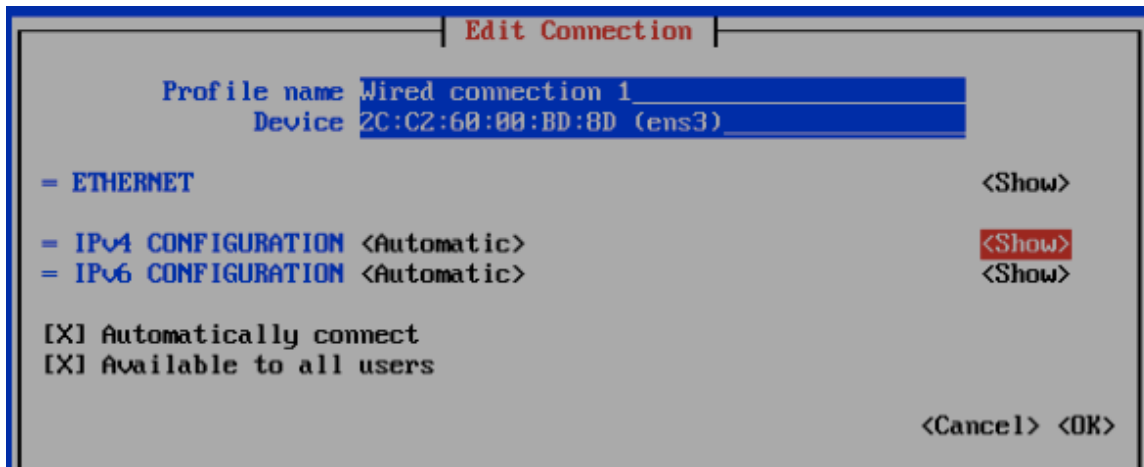 Edit Connection
Profile name Wired connection 1
Device 2C:C2:60:00:BD:8D (ens3)
= ETHERNET <Show>
= IPv4 CONFIGURATION <Automatic> <Show>
= IPv6 CONFIGURATION <Automatic> <Show>
[X] Automatically connect
[X] Available to all users
<Cancel> <OK>